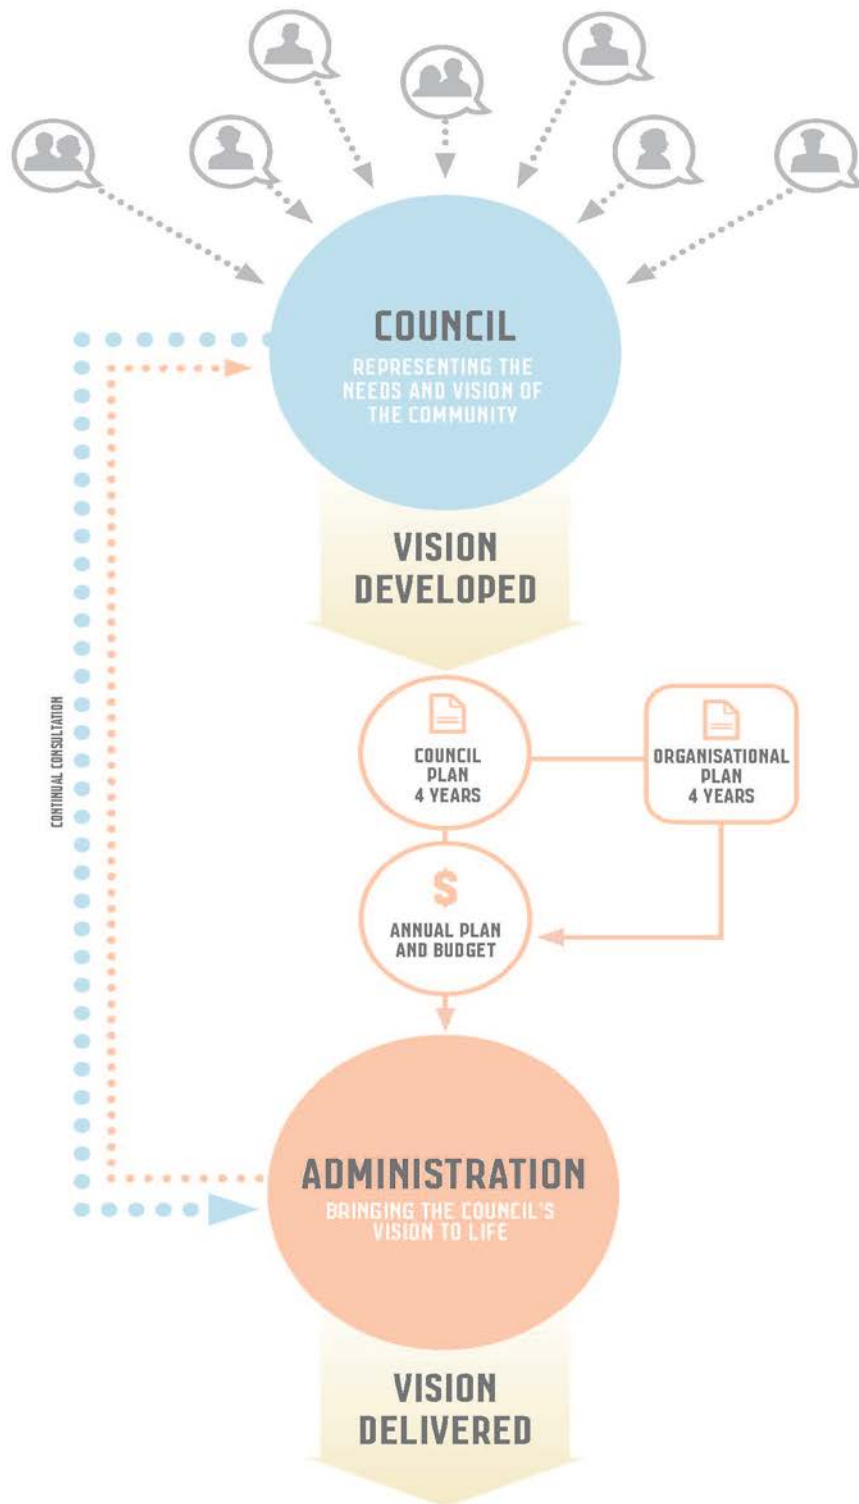 COUNCIL
REPRESENTING THE
NEEDS AND VISION OF
THE COMMUNITY
VISION
DEVELOPED
CONTINUAL CONSULTATION
COUNCIL
PLAN
4 YEARS
ORGANISATIONAL
PLAN
4 YEARS
$
ANNUAL PLAN
AND BUDGET
ADMINISTRATION
BRINGING THE COUNCIL'S
VISION TO LIFE
VISION
DELIVERED